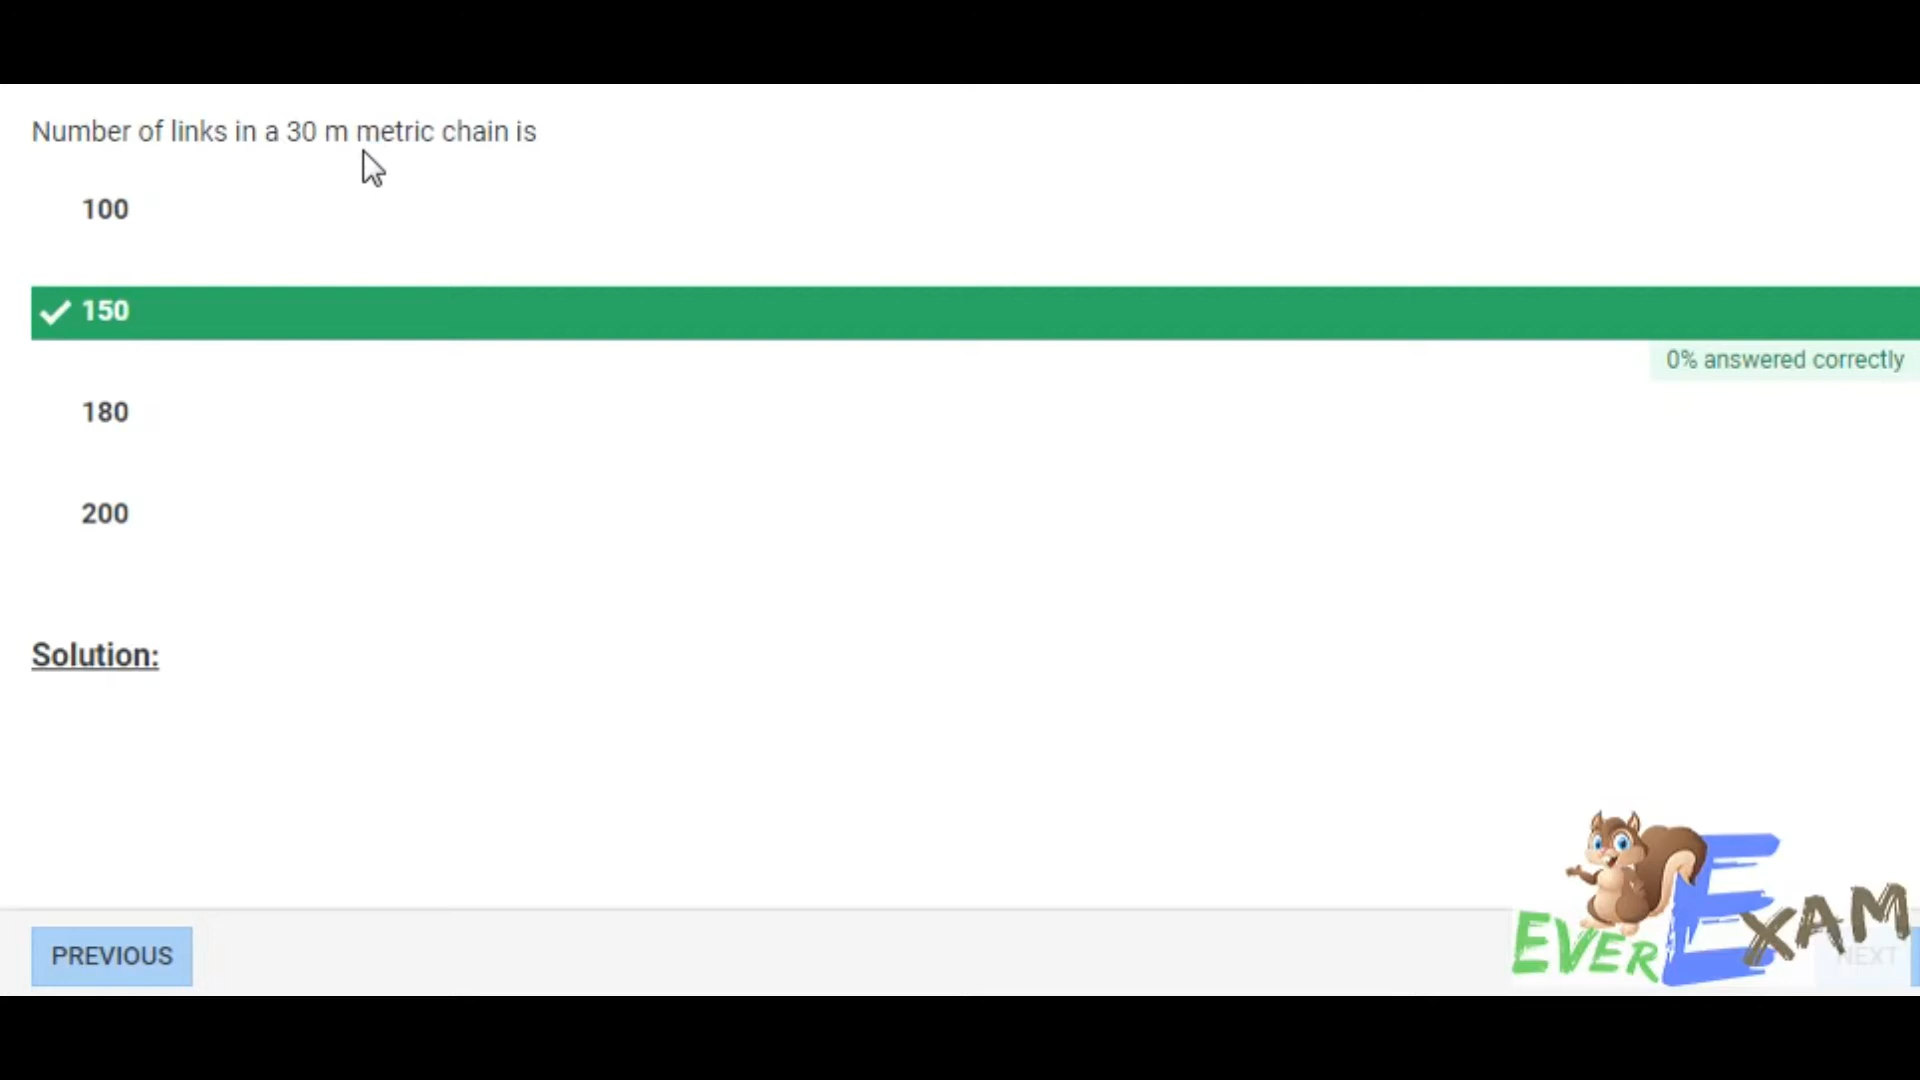 Number of links in a 30 m metric chain is
100
150
0% answered correctly
180
200
Solution:
PREVIOUS
NEXT
EVER EXAM